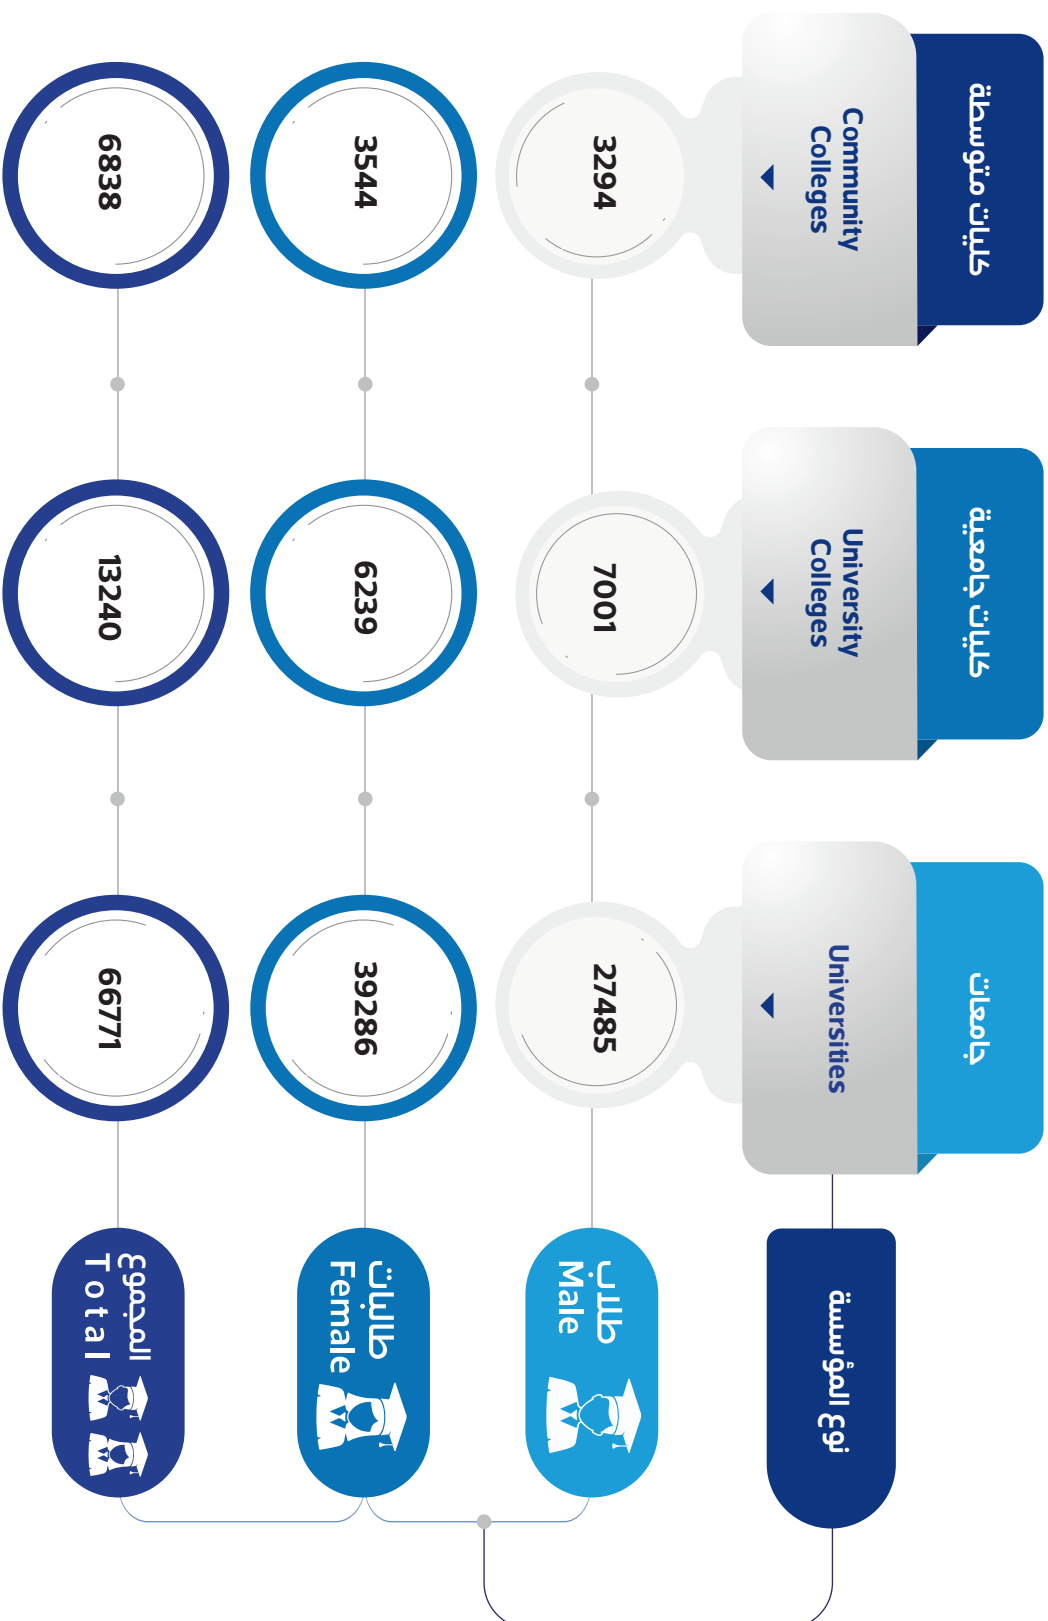 كليات متوسطة
كليات جامعية
جامعات
نوع المؤسسة
Community
Colleges
University
Colleges
Universities
3294
7001
27485
طلاب
Male
3544
6239
39286
طالبات
Female
6838
13240
66771
المجموع
Total